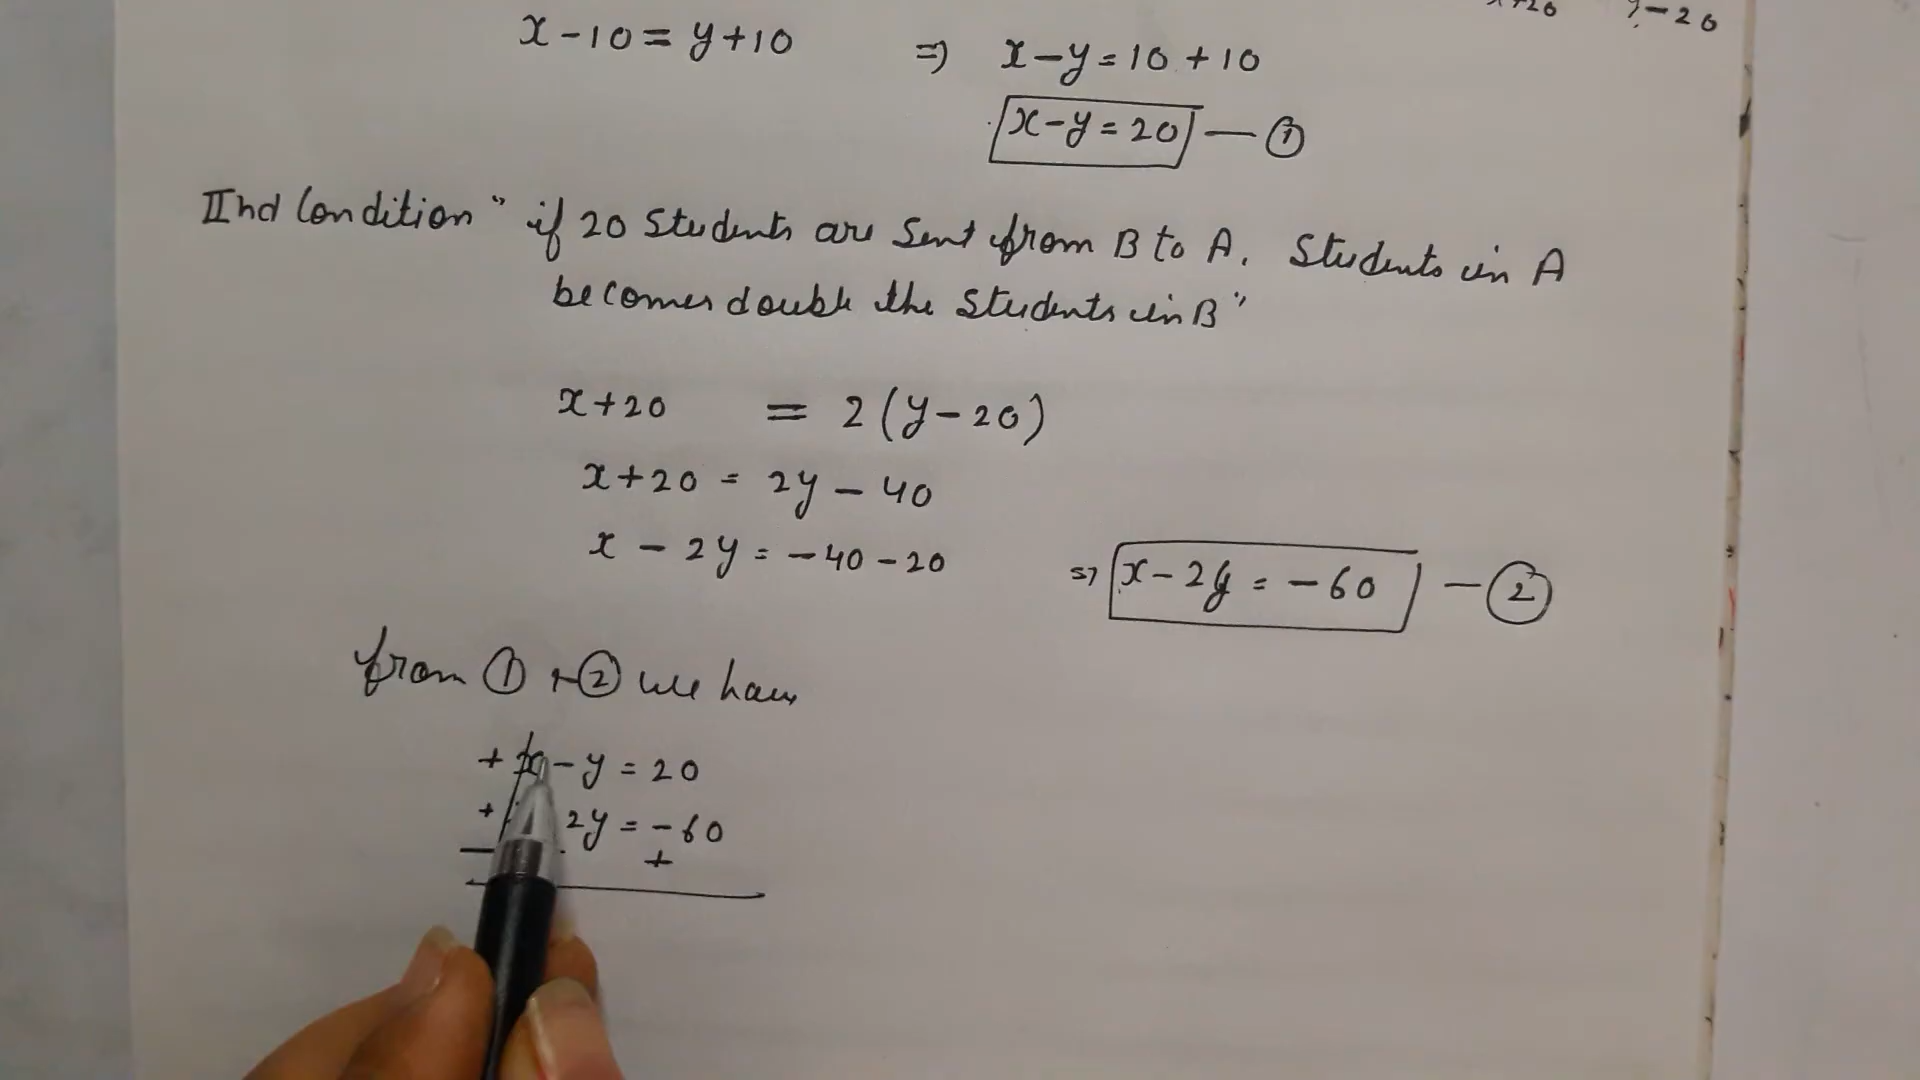 x - 10 = y + 10 ⇒ x - y = 10 + 10
x - y = 20 — ①
IInd Condition " if 20 Students are Sent from B to A. Students in A
becomes double the Students in B "
x + 20 = 2 ( y - 20 )
x + 20 = 2y - 40
x - 2y = - 40 - 20 ⇒ x - 2y = - 60 — ②
from ① + ② we have
+ x - y = 20
+ 2y = - 60
— +